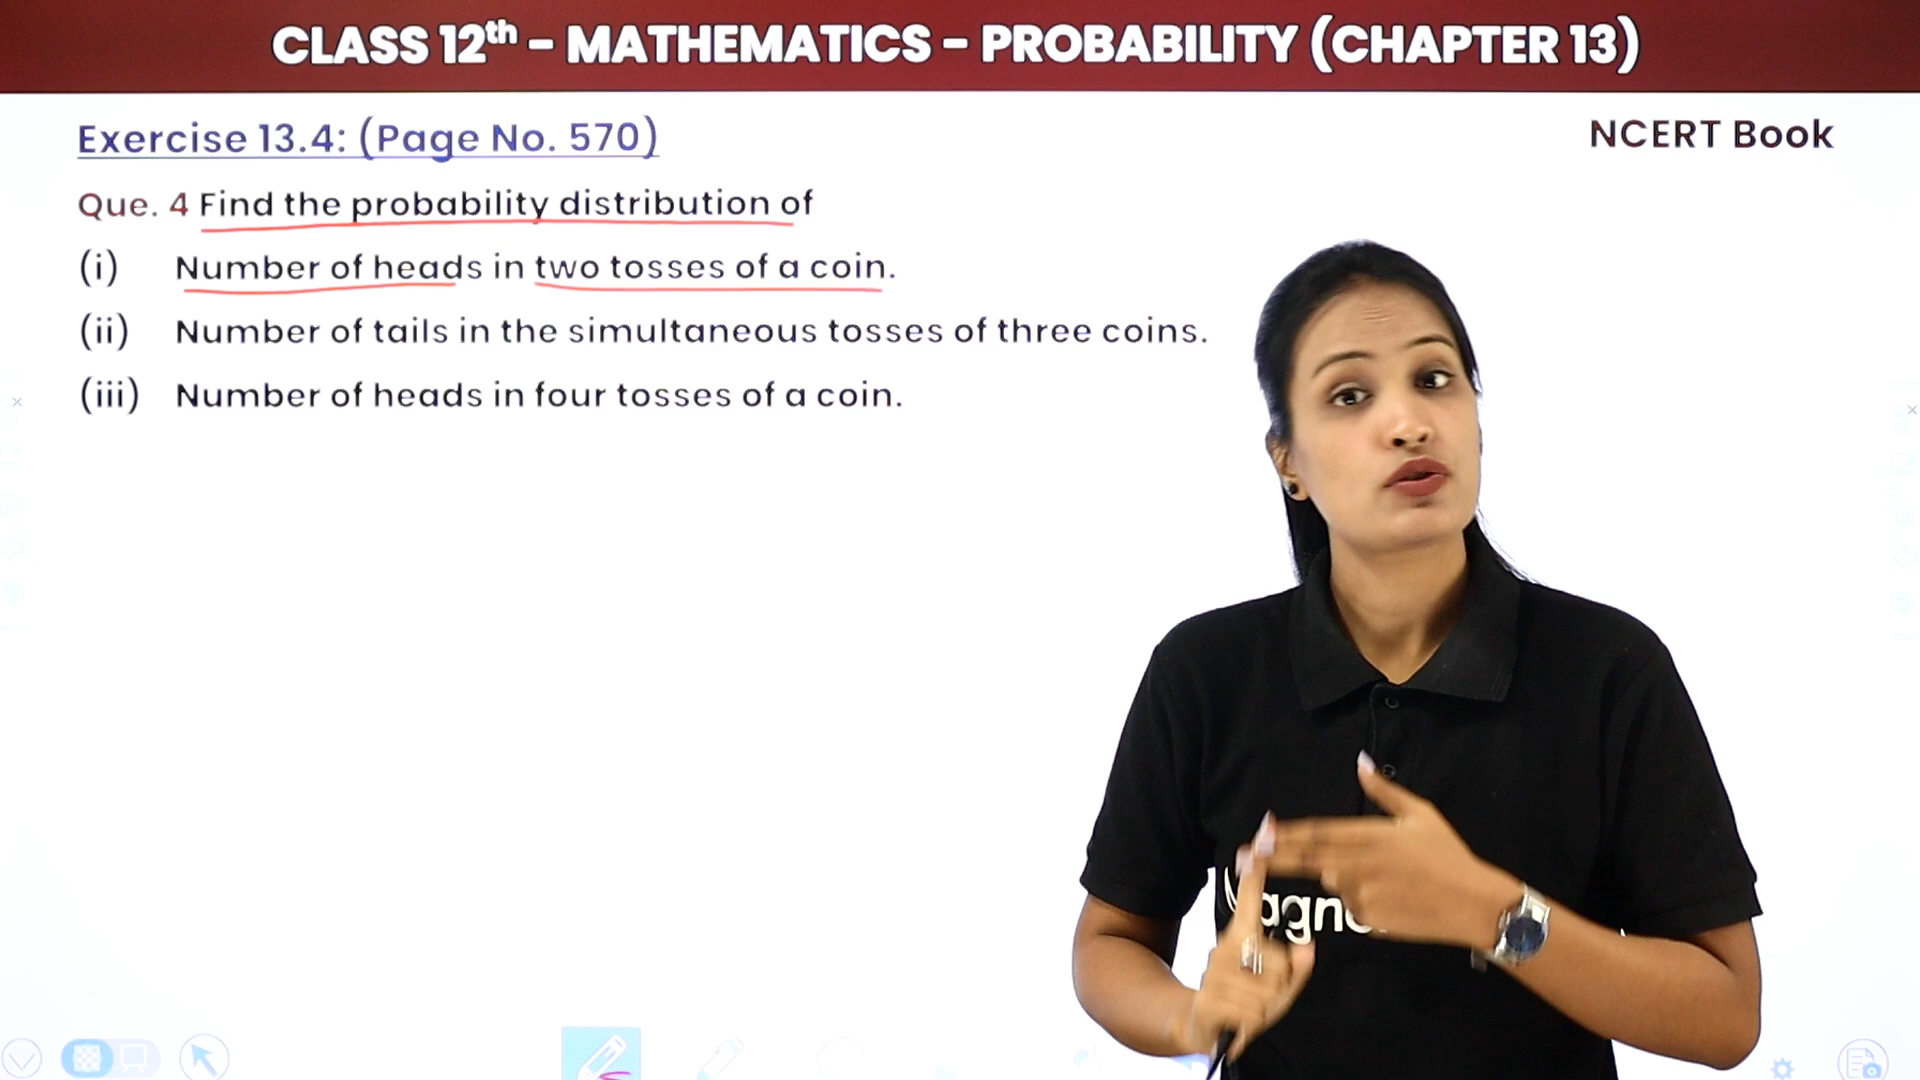 CLASS 12th - MATHEMATICS - PROBABILITY (CHAPTER 13)
Exercise 13.4: (Page No. 570)
NCERT Book
Que. 4 Find the probability distribution of
(i) Number of heads in two tosses of a coin.
(ii) Number of tails in the simultaneous tosses of three coins.
(iii) Number of heads in four tosses of a coin.